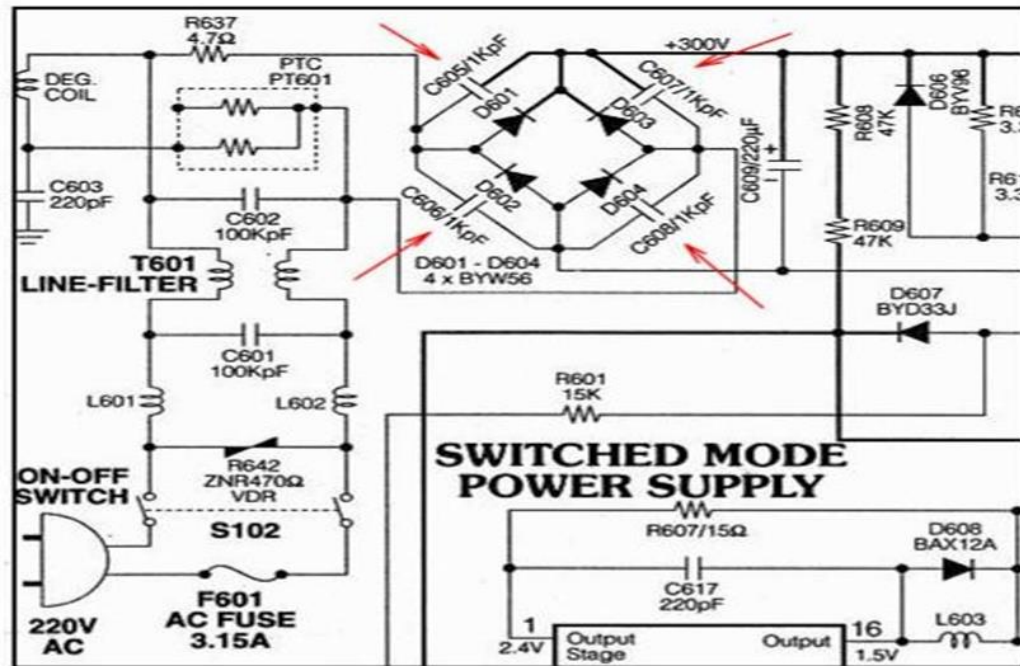 R637
4.7Ω
PTC
PT601
DEG.
COIL
C603
220pF
C602
100KpF
T601
LINE-FILTER
C601
100KpF
L601
L602
R642
ZNR470Ω
VDR
ON-OFF
SWITCH
S102
F601
AC FUSE
3.15A
220V
AC
C605/1KpF
C607/1KpF
D601
D603
D602
D604
C606/1KpF
C608/1KpF
D601 - D604
4 x BYW56
+300V
C609/220µF
+
–
R608
47K
D606
BYV96
R609
47K
D607
BYD33J
R601
15K
SWITCHED MODE
POWER SUPPLY
R607/15Ω
D608
BAX12A
C617
220pF
L603
1
2.4V
Output
Stage
Output
16
1.5V